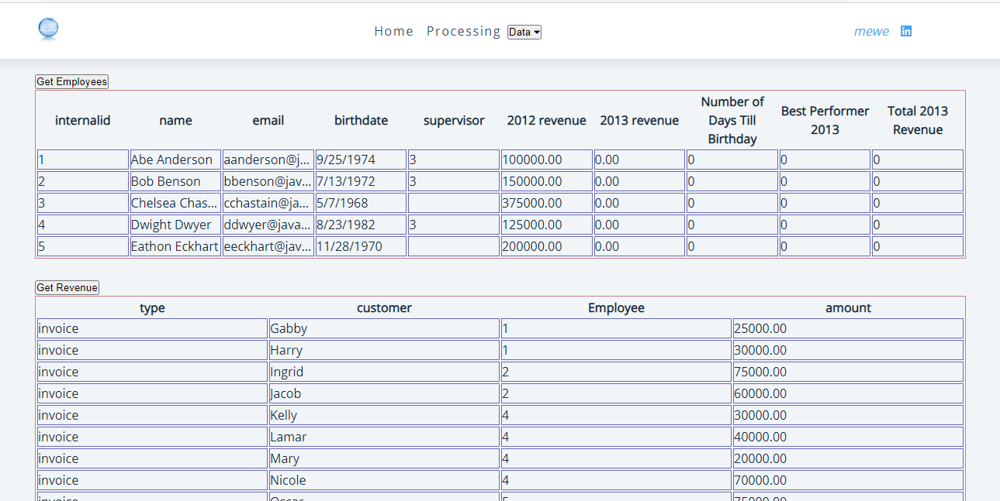 Home Processing Data mewe in
Get Employees
internalid name email birthdate supervisor 2012 revenue 2013 revenue Number of Days Till Birthday Best Performer 2013 Total 2013 Revenue
1 Abe Anderson aanderson@j... 9/25/1974 3 100000.00 0.00 0 0 0
2 Bob Benson bbenson@jav... 7/13/1972 3 150000.00 0.00 0 0 0
3 Chelsea Chas... cchastain@ja... 5/7/1968 375000.00 0.00 0 0 0
4 Dwight Dwyer ddwyer@java... 8/23/1982 3 125000.00 0.00 0 0 0
5 Eathon Eckhart eeckhart@jav... 11/28/1970 200000.00 0.00 0 0 0
Get Revenue
type customer Employee amount
invoice Gabby 1 25000.00
invoice Harry 1 30000.00
invoice Ingrid 2 75000.00
invoice Jacob 2 60000.00
invoice Kelly 4 30000.00
invoice Lamar 4 40000.00
invoice Mary 4 20000.00
invoice Nicole 4 70000.00
invoice Oscar 5 75000.00